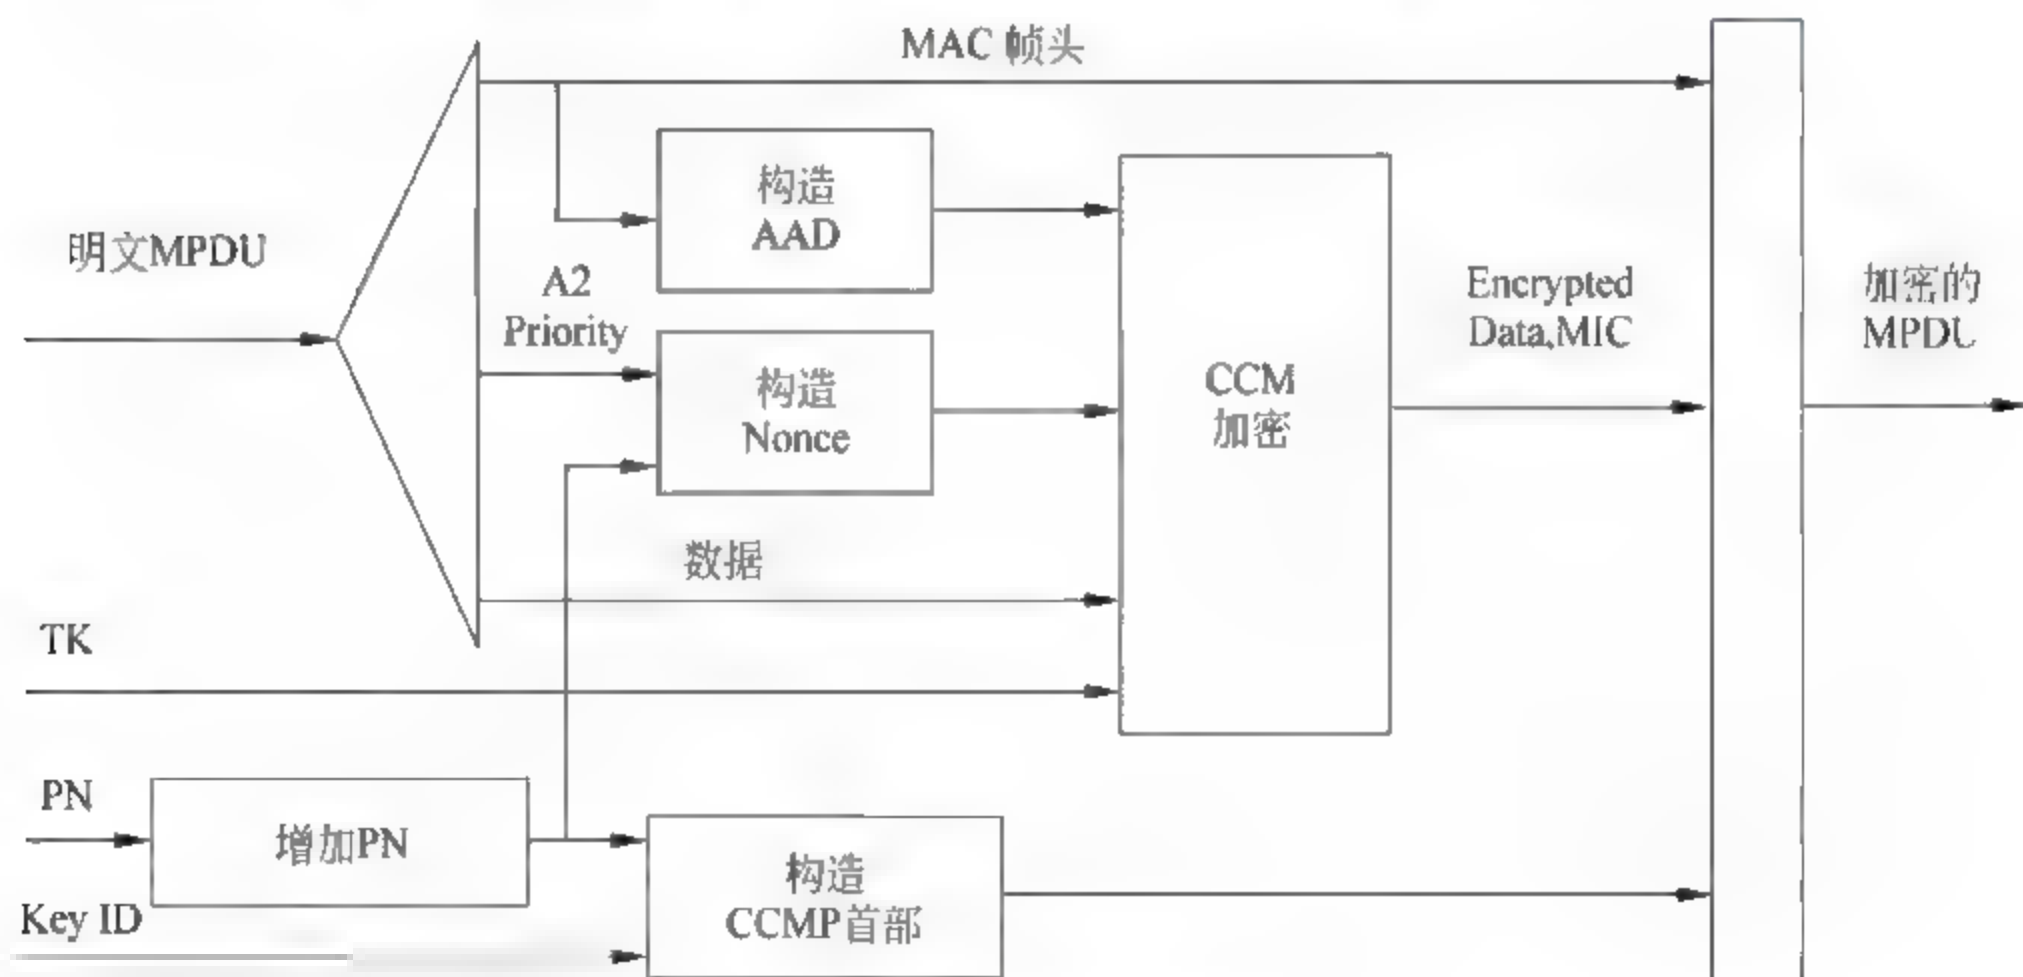 MAC 帧头
构造
AAD
明文MPDU
A2
Priority
构造
Nonce
CCM
加密
Encrypted
Data,MIC
加密的
MPDU
数据
TK
PN
增加PN
构造
CCMP首部
Key ID